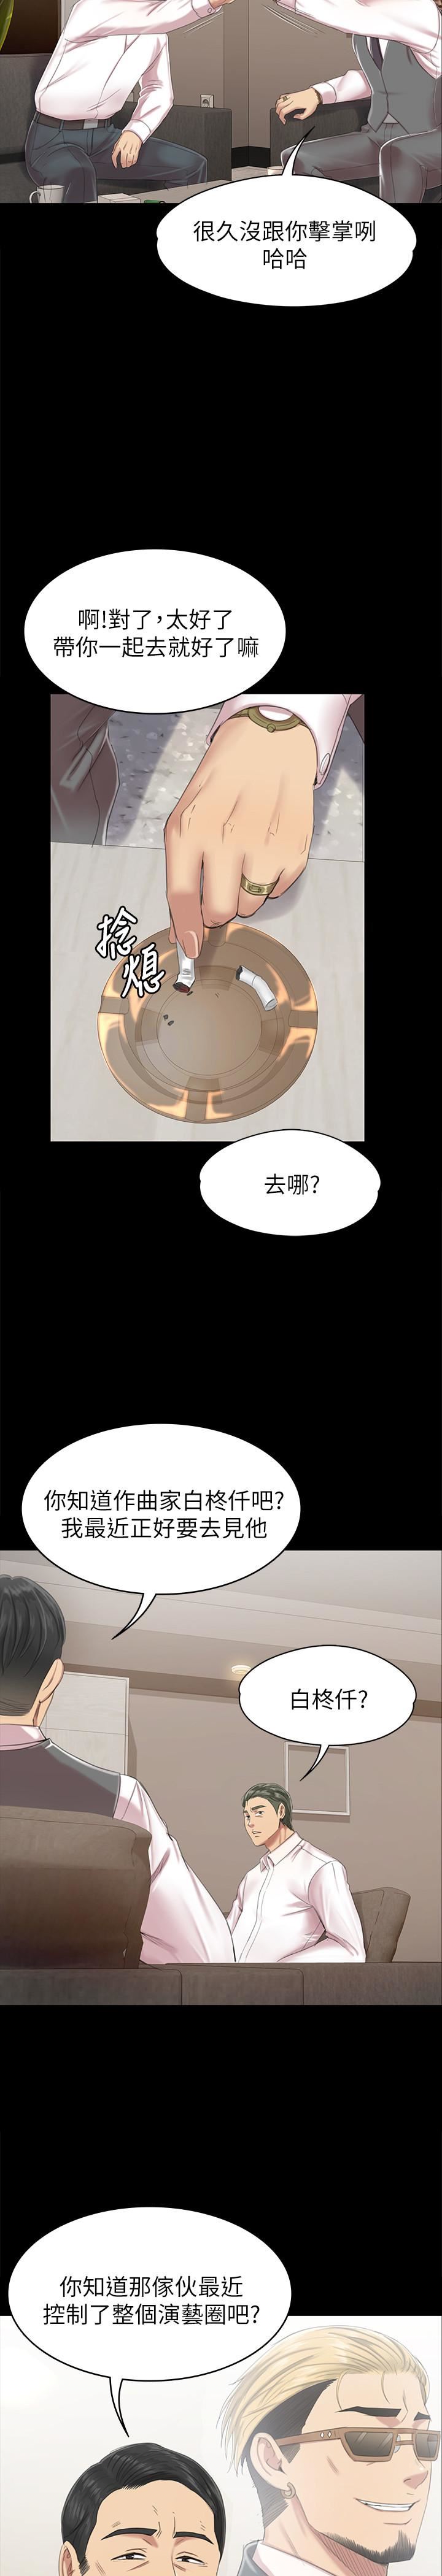 很久沒跟你擊掌咧
哈哈
啊!對了,太好了
帶你一起去就好了嘛
捻熄
去哪?
你知道作曲家白柊仟吧?
我最近正好要去見他
白柊仟?
你知道那傢伙最近
控制了整個演藝圈吧?